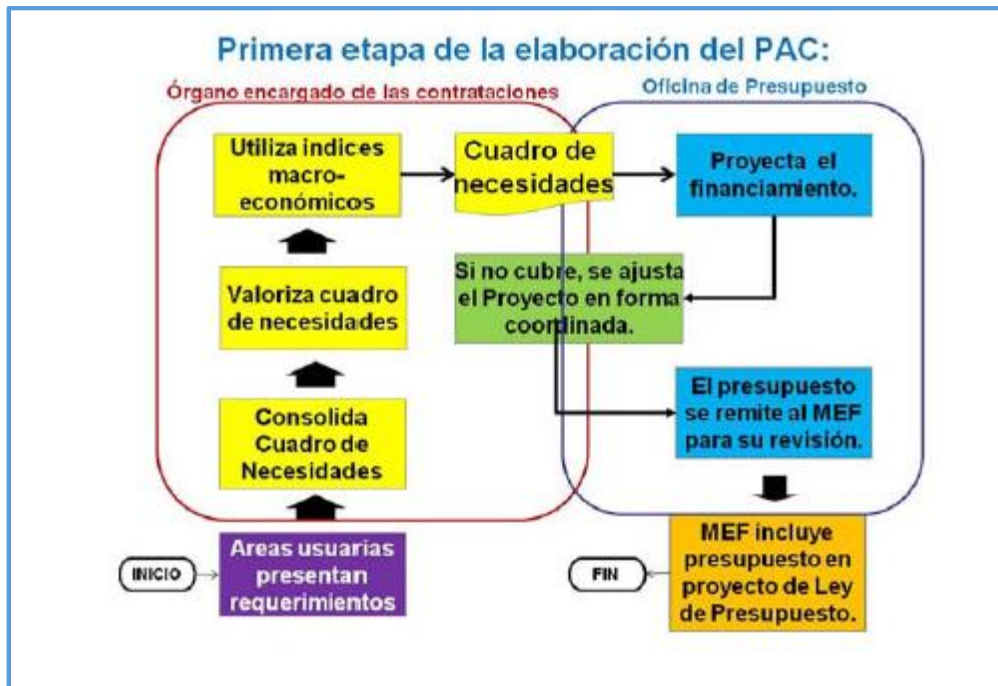 Primera etapa de la elaboración del PAC:
Órgano encargado de las contrataciones
Oficina de Presupuesto
Utiliza indices
macro-
económicos
Cuadro de
necesidades
Proyecta el
financiamiento.
Si no cubre, se ajusta
el Proyecto en forma
coordinada.
Valoriza cuadro
de necesidades
El presupuesto
se remite al MEF
para su revisión.
Consolida
Cuadro de
Necesidades
INICIO
Areas usuarias
presentan
requerimientos
FIN
MEF incluye
presupuesto en
proyecto de Ley
de Presupuesto.